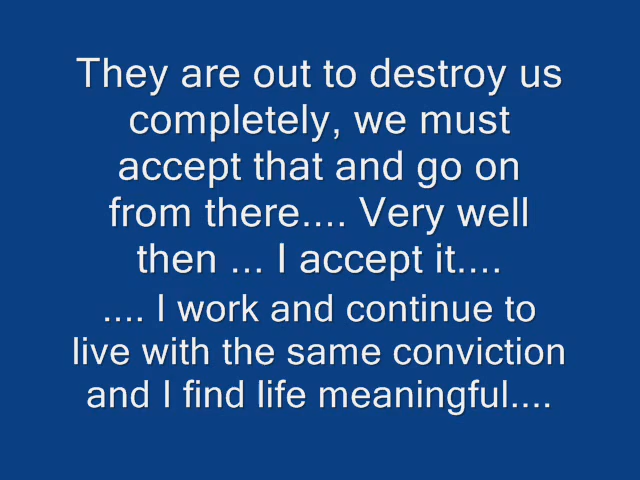 They are out to destroy us
completely, we must
accept that and go on
from there.... Very well
then ... I accept it....
.... I work and continue to
live with the same conviction
and I find life meaningful....